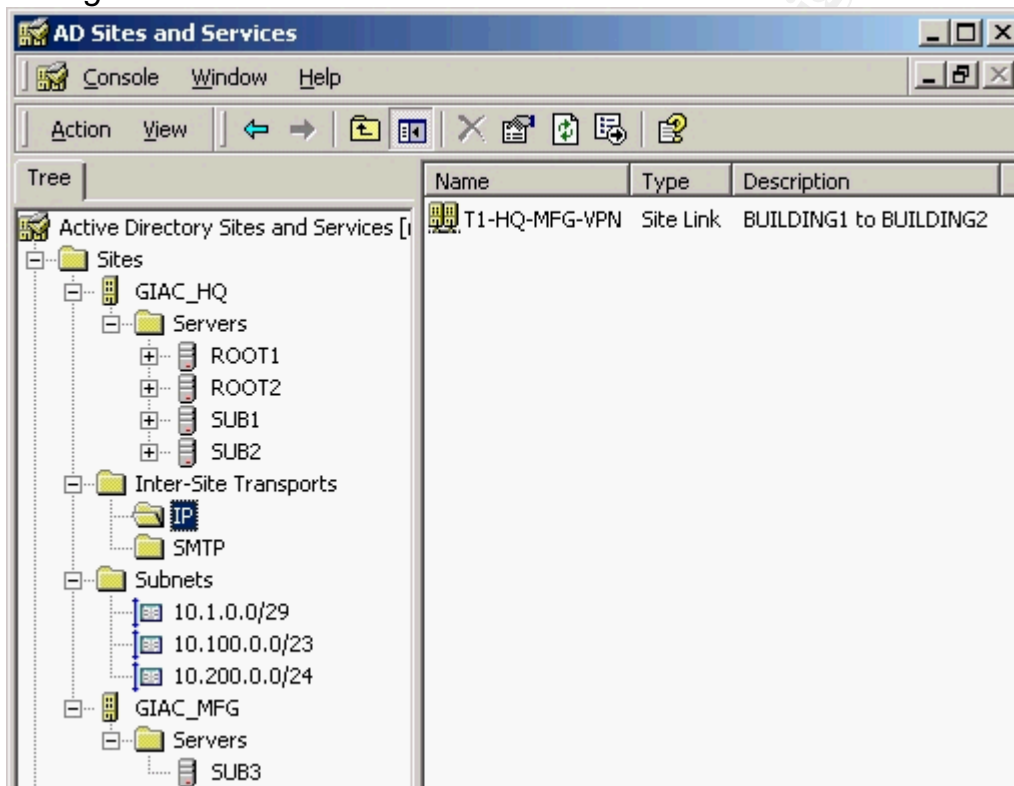 AD Sites and Services
Console Window Help
Action View
Tree
Name Type Description
Active Directory Sites and Services [
T1-HQ-MFG-VPN Site Link BUILDING1 to BUILDING2
Sites
GIAC_HQ
Servers
ROOT1
ROOT2
SUB1
SUB2
Inter-Site Transports
IP
SMTP
Subnets
10.1.0.0/29
10.100.0.0/23
10.200.0.0/24
GIAC_MFG
Servers
SUB3